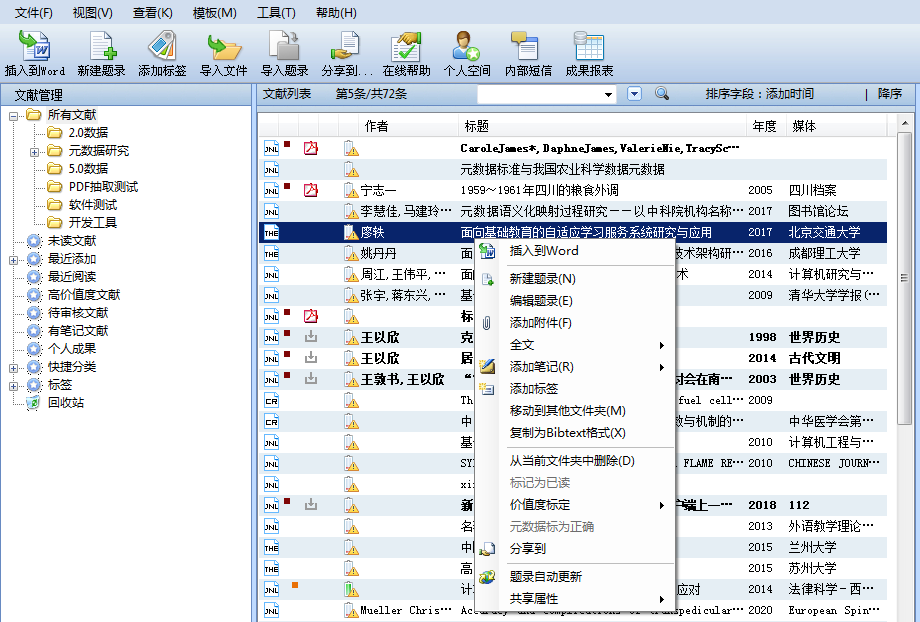 文件(F) 视图(V) 查看(K) 模板(M) 工具(T) 帮助(H)
插入到Word 新建题录 添加标签 导入文件 导入题录 分享到... 在线帮助 个人空间 内部短信 成果报表
文献管理
所有文献
2.0数据
元数据研究
5.0数据
PDF抽取测试
软件测试
开发工具
未读文献
最近添加
最近阅读
高价值度文献
待审核文献
有笔记文献
个人成果
快捷分类
标签
回收站
文献列表 第5条/共72条 排序字段：添加时间 | 降序
作者 标题 年度 媒体
JNL CaroleJames*,DaphneJames,ValerieNie,TracySc…
JNL 元数据标准与我国农业科学数据元数据
JNL 宁志一 1959～1961年四川的粮食外调 2005 四川档案
JNL 李慧佳,马建玲… 元数据语义化映射过程研究——以中科院机构名称… 2017 图书馆论坛
THE 廖轶 面向基础教育的自适应学习服务系统研究与应用 2017 北京交通大学
THE 姚丹丹 面 技术架构研… 2016 成都理工大学
JNL 周江,王伟平,… 面 术 2014 计算机研究与…
JNL 张宇,蒋东兴,… 基 2009 清华大学学报(…
JNL 标
JNL 王以欣 克 1998 世界历史
JNL 王以欣 居 2014 古代文明
JNL 王敦书,王以欣 “ 讨会在南… 2003 世界历史
CR Th fuel cell… 2009
CR 中 与机制的… 中华医学会第…
JNL 基 2010 计算机工程与…
JNL SY FLAME RE… 2010 CHINESE JOURN…
JNL xi
JNL 新 端上一… 2018 112
JNL 名 2013 外语教学理论…
THE 中 2015 兰州大学
THE 高 2015 苏州大学
JNL 计 应对 2014 法律科学-西…
JNL Mueller Chris… Accuracy and complications of transpedicular… 2020 European Spin…
插入到Word
新建题录(N)
编辑题录(E)
添加附件(F)
全文
添加笔记(R)
添加标签
移动到其他文件夹(M)
复制为Bibtext格式(X)
从当前文件夹中删除(D)
标记为已读
价值度标定
元数据标为正确
分享到
题录自动更新
共享属性